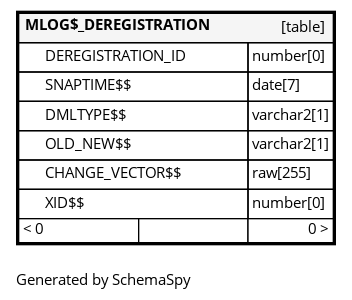 MLOG$_DEREGISTRATION [table]
DEREGISTRATION_ID number[0]
SNAPTIME$$ date[7]
DMLTYPE$$ varchar2[1]
OLD_NEW$$ varchar2[1]
CHANGE_VECTOR$$ raw[255]
XID$$ number[0]
< 0 0 >
Generated by SchemaSpy